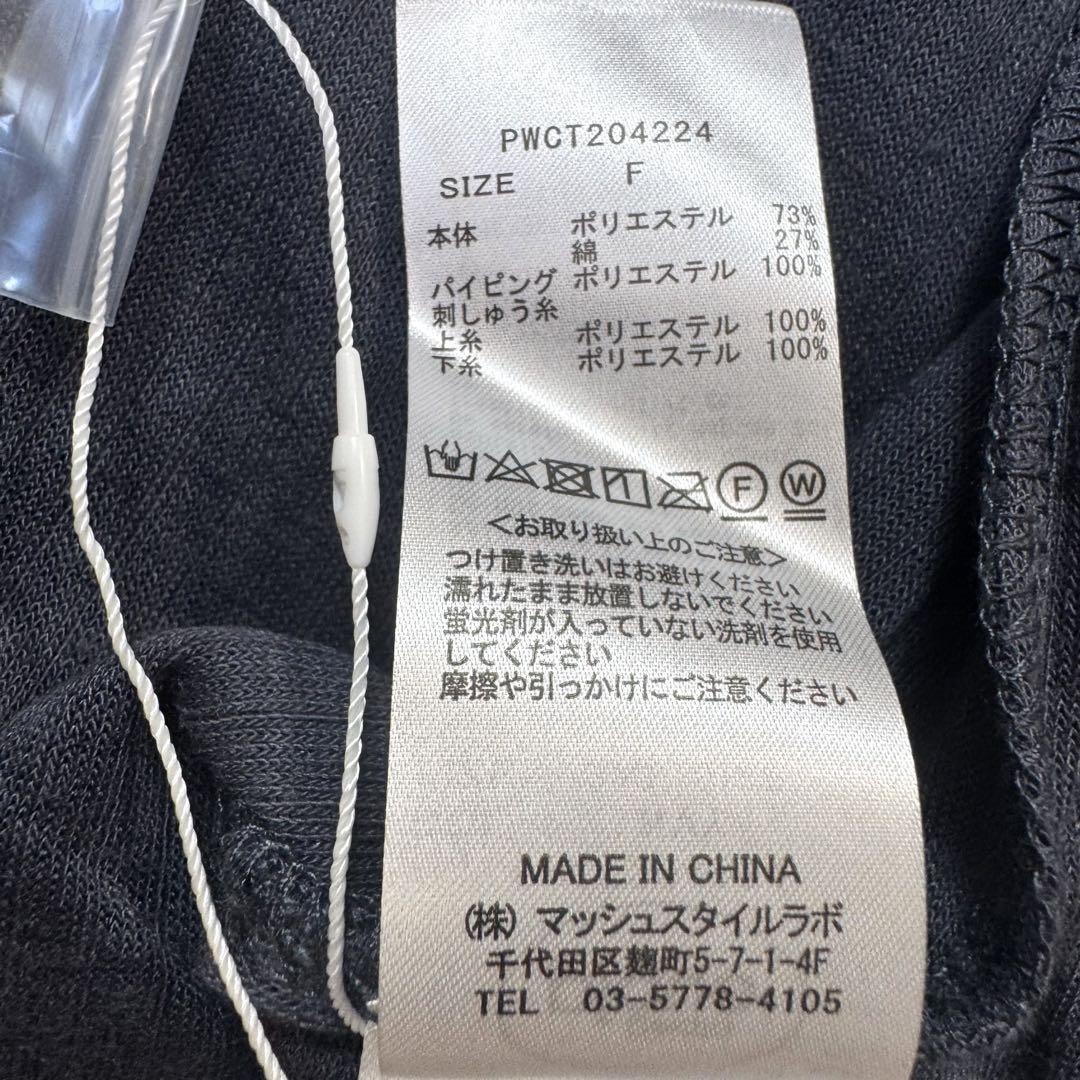 PWCT204224
SIZE F
本体 ポリエステル 73%
綿 27%
パイピング ポリエステル 100%
刺しゅう糸
上糸 ポリエステル 100%
下糸 ポリエステル 100%
F W
<お取り扱い上のご注意>
つけ置き洗いはお避けください
濡れたまま放置しないでください
蛍光剤が入っていない洗剤を使用
してください
摩擦や引っかけにご注意ください
MADE IN CHINA
(株) マッシュスタイルラボ
千代田区麹町5-7-1-4F
TEL 03-5778-4105